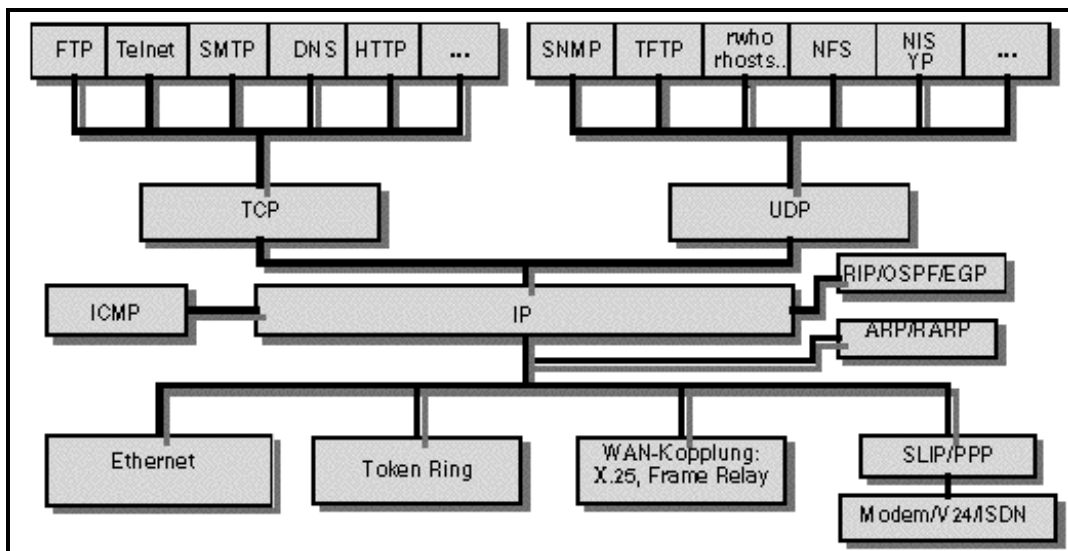 FTP
Telnet
SMTP
DNS
HTTP
...
SNMP
TFTP
rwho
rhosts..
NFS
NIS
YP
...
TCP
UDP
RIP/OSPF/EGP
ICMP
IP
ARP/RARP
Ethernet
Token Ring
WAN-Kopplung:
X.25, Frame Relay
SLIP/PPP
Modem/V24/ISDN